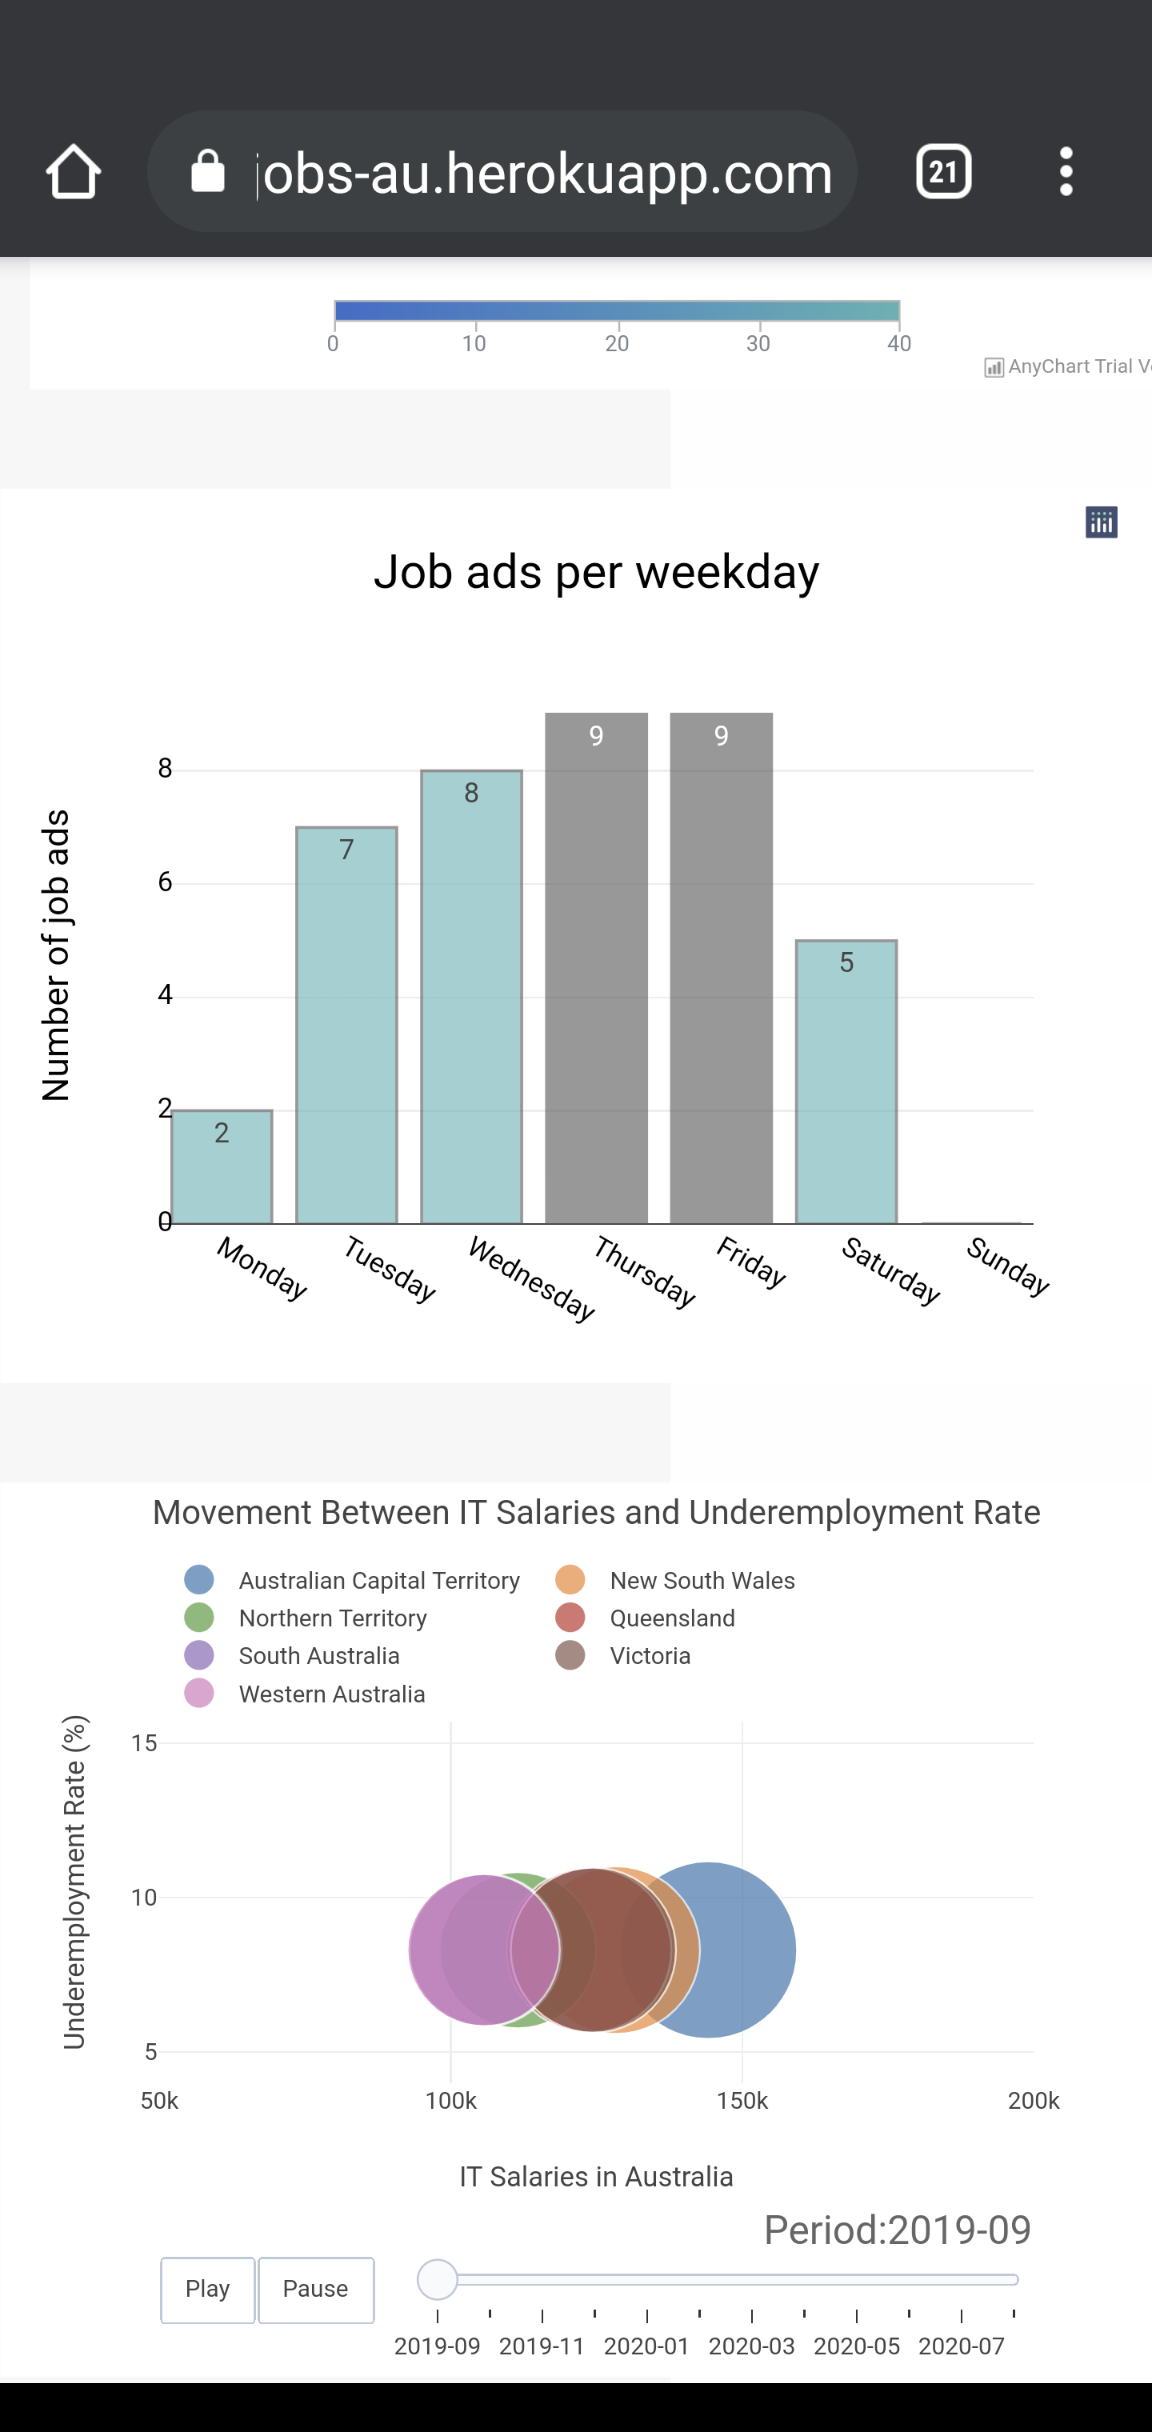 jobs-au.herokuapp.com
21
0 10 20 30 40
AnyChart Trial
Job ads per weekday
Number of job ads
8
6
4
2
0
2
7
8
9
9
5
Monday
Tuesday
Wednesday
Thursday
Friday
Saturday
Sunday
Movement Between IT Salaries and Underemployment Rate
Australian Capital Territory
New South Wales
Northern Territory
Queensland
South Australia
Victoria
Western Australia
Underemployment Rate (%)
15
10
5
50k 100k 150k 200k
IT Salaries in Australia
Period:2019-09
Play
Pause
2019-09 2019-11 2020-01 2020-03 2020-05 2020-07